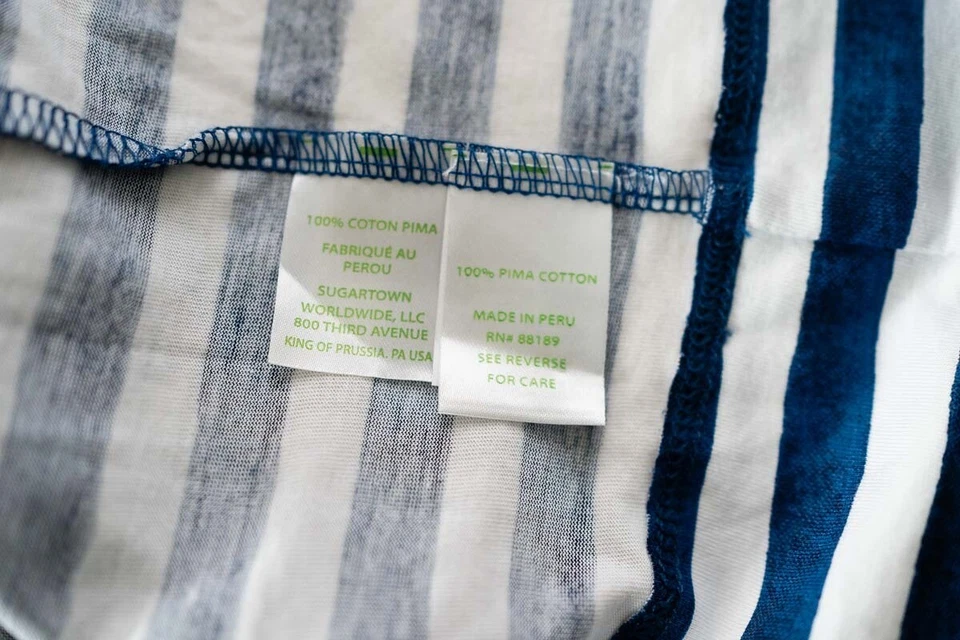 100% COTON PIMA
FABRIQUÉ AU
PEROU
SUGARTOWN
WORLDWIDE, LLC
800 THIRD AVENUE
KING OF PRUSSIA, PA USA
100% PIMA COTTON
MADE IN PERU
RN# 88189
SEE REVERSE
FOR CARE